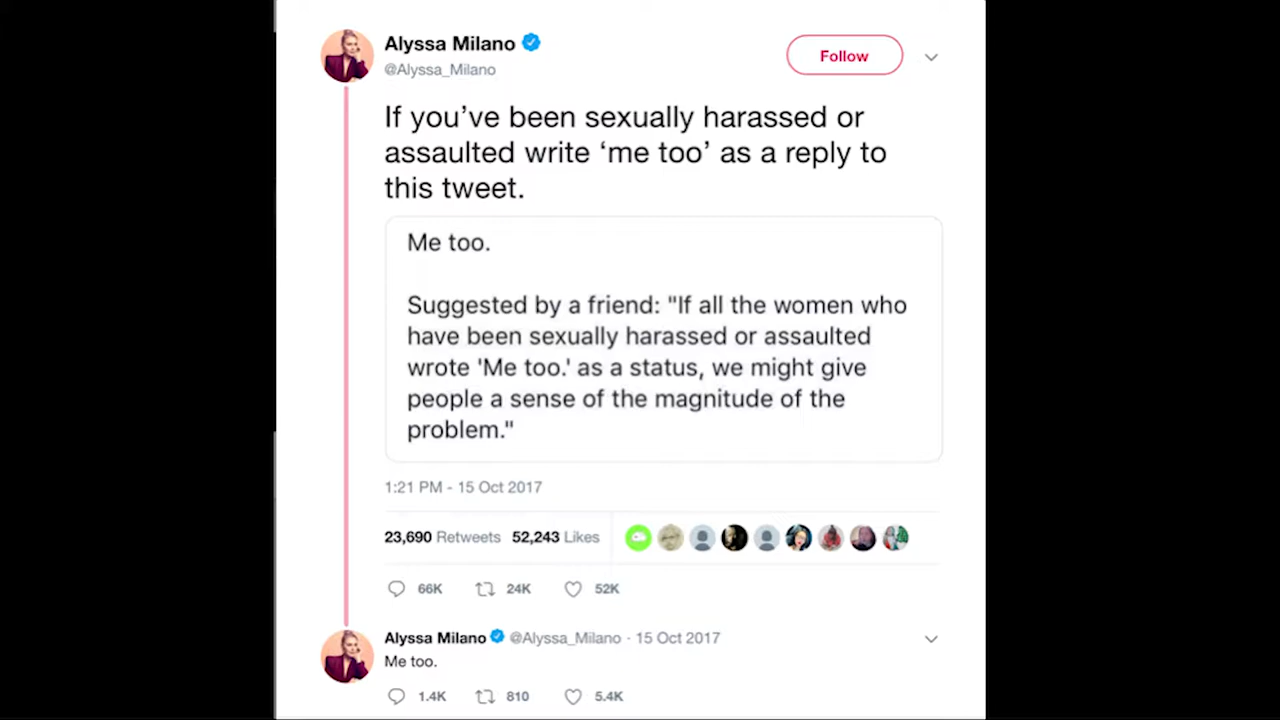 Alyssa Milano
@Alyssa_Milano
Follow
If you’ve been sexually harassed or
assaulted write ‘me too’ as a reply to
this tweet.
Me too.
Suggested by a friend: "If all the women who
have been sexually harassed or assaulted
wrote 'Me too.' as a status, we might give
people a sense of the magnitude of the
problem."
1:21 PM - 15 Oct 2017
23,690 Retweets 52,243 Likes
66K 24K 52K
Alyssa Milano @Alyssa_Milano · 15 Oct 2017
Me too.
1.4K 810 5.4K